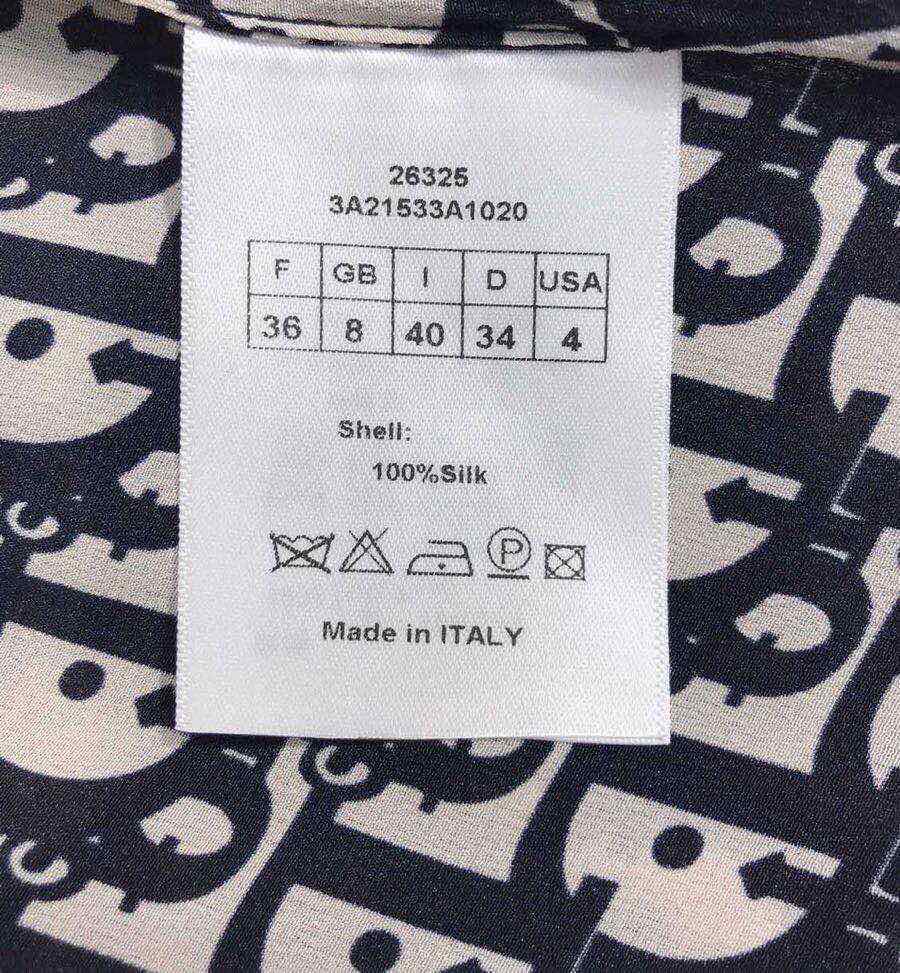 26325
3A21533A1020
F GB I D USA
36 8 40 34 4
Shell:
100%Silk
P
Made in ITALY